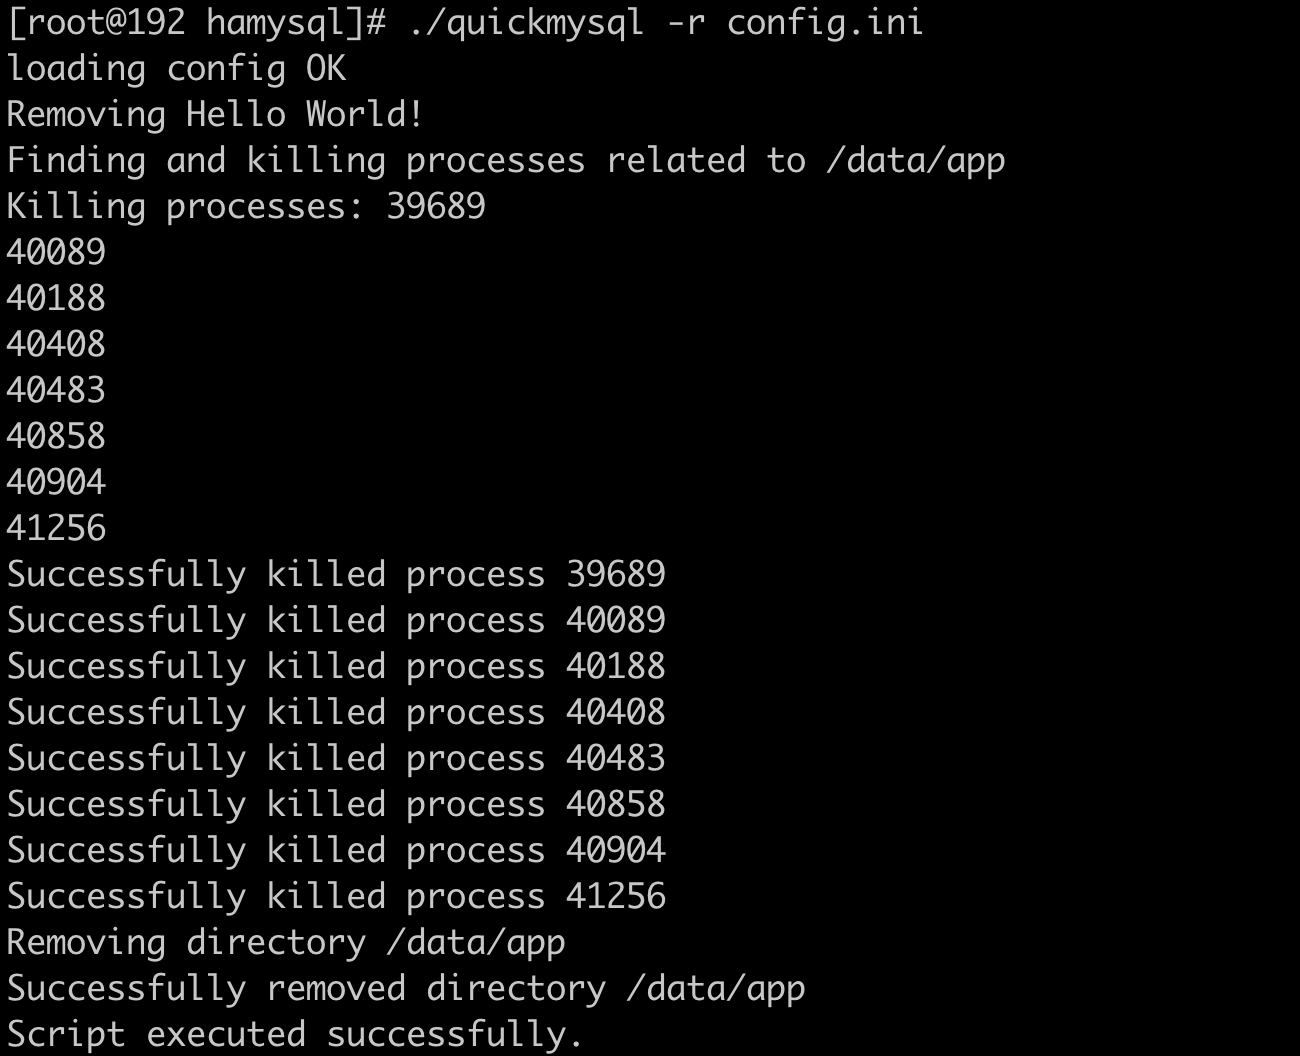 [root@192 hamysql]# ./quickmysql -r config.ini
loading config OK
Removing Hello World!
Finding and killing processes related to /data/app
Killing processes: 39689
40089
40188
40408
40483
40858
40904
41256
Successfully killed process 39689
Successfully killed process 40089
Successfully killed process 40188
Successfully killed process 40408
Successfully killed process 40483
Successfully killed process 40858
Successfully killed process 40904
Successfully killed process 41256
Removing directory /data/app
Successfully removed directory /data/app
Script executed successfully.